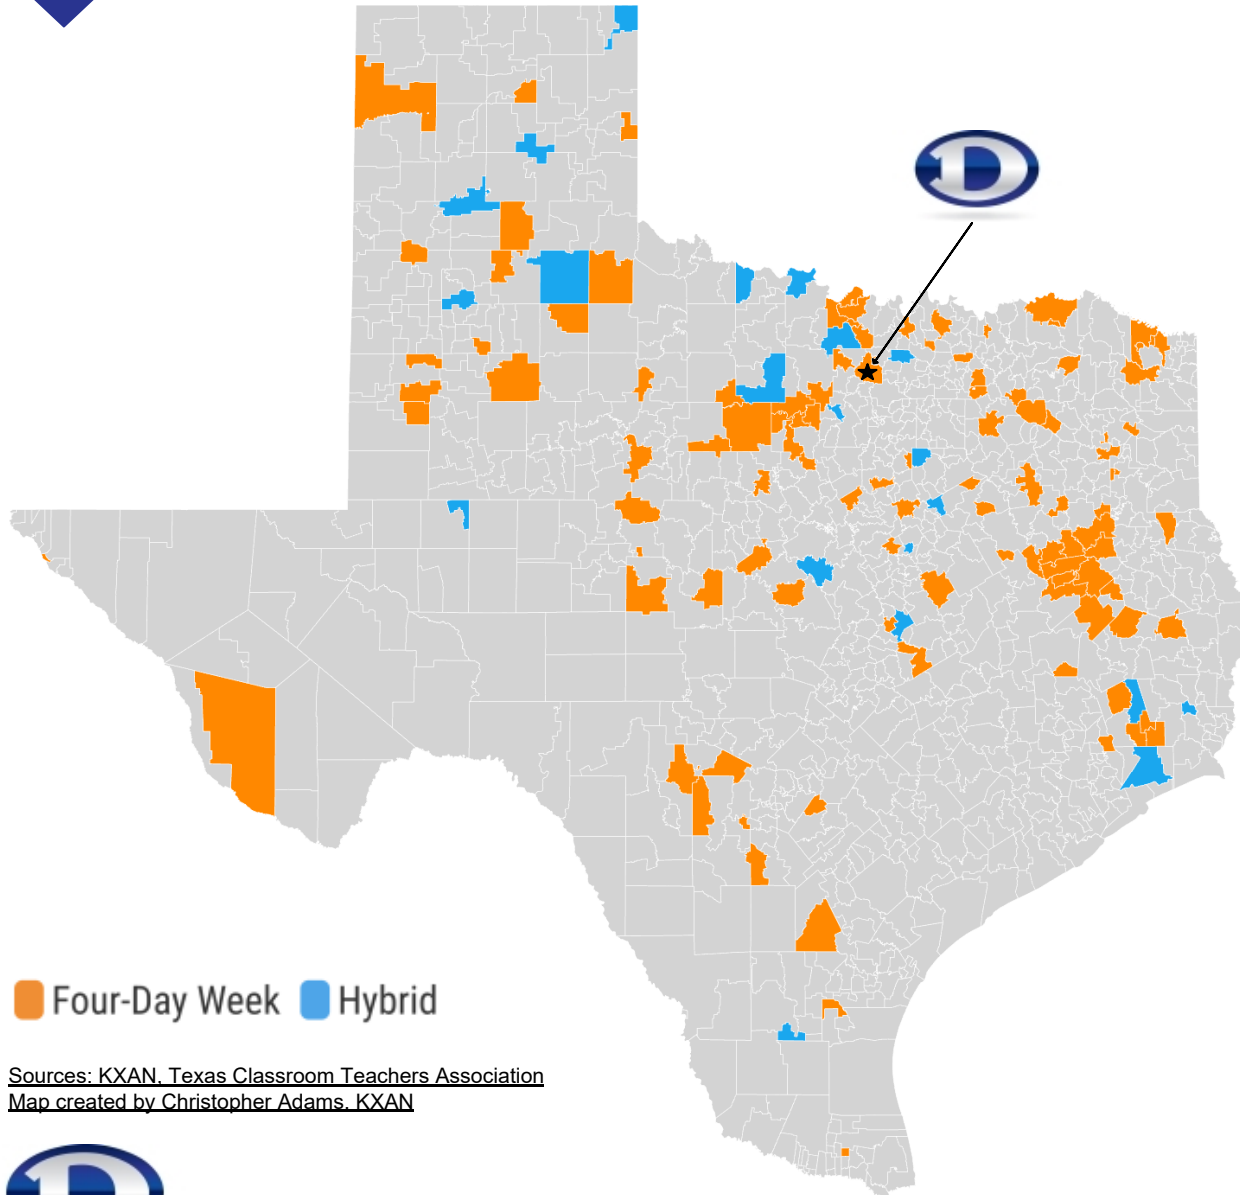 D
Four-Day Week Hybrid
Sources: KXAN, Texas Classroom Teachers Association
Map created by Christopher Adams, KXAN
D